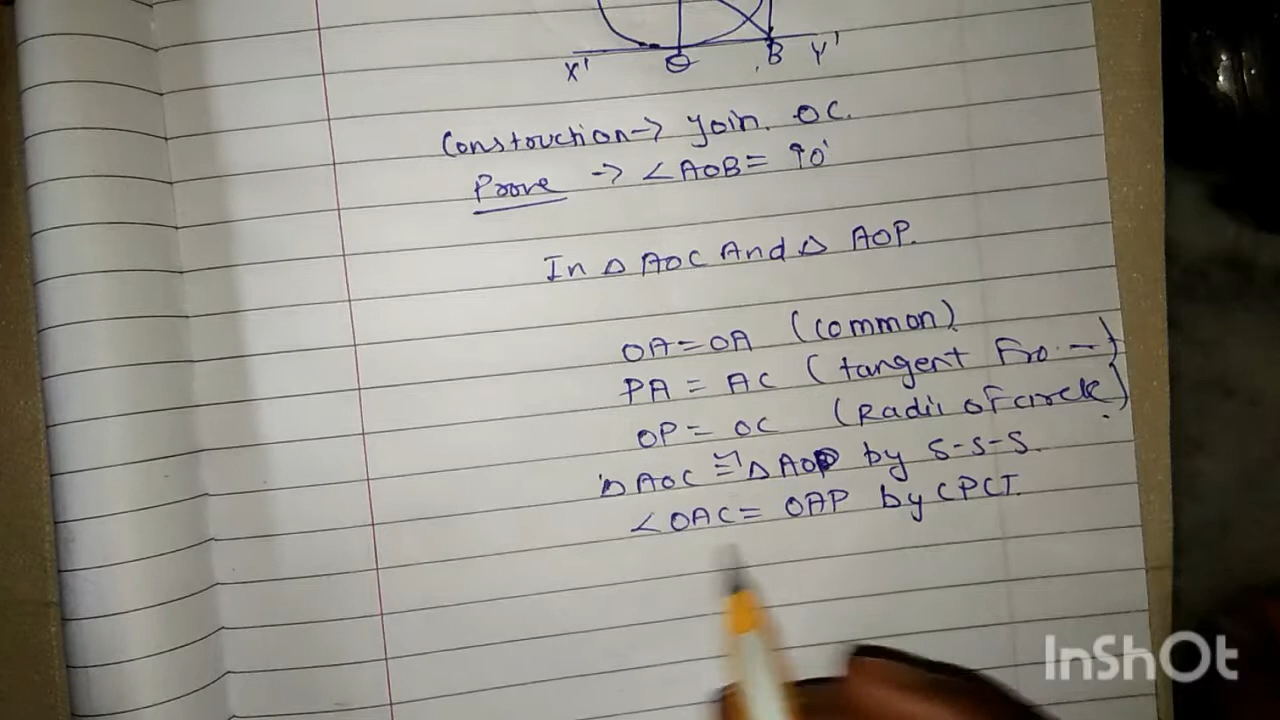 X' Q B Y'
Construction → Join. OC.
Prove → ∠AOB = 90°
In △ AOC And △ AOP.
OA = OA (Common)
PA = AC (tangent Fro. —)
OP = OC (Radii of circle)
△AOC ≅ △AOP by S-S-S.
∠OAC = OAP by CPCT.
InShOt